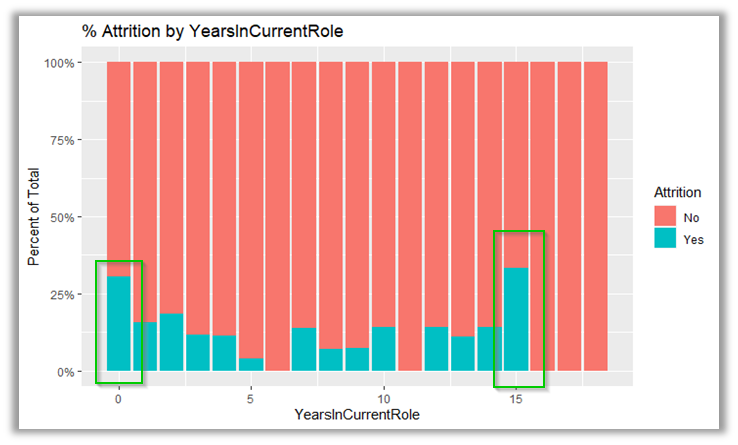 % Attrition by YearsInCurrentRole
100%
75%
50%
25%
0%
Percent of Total
0 5 10 15
YearsInCurrentRole
Attrition
No
Yes